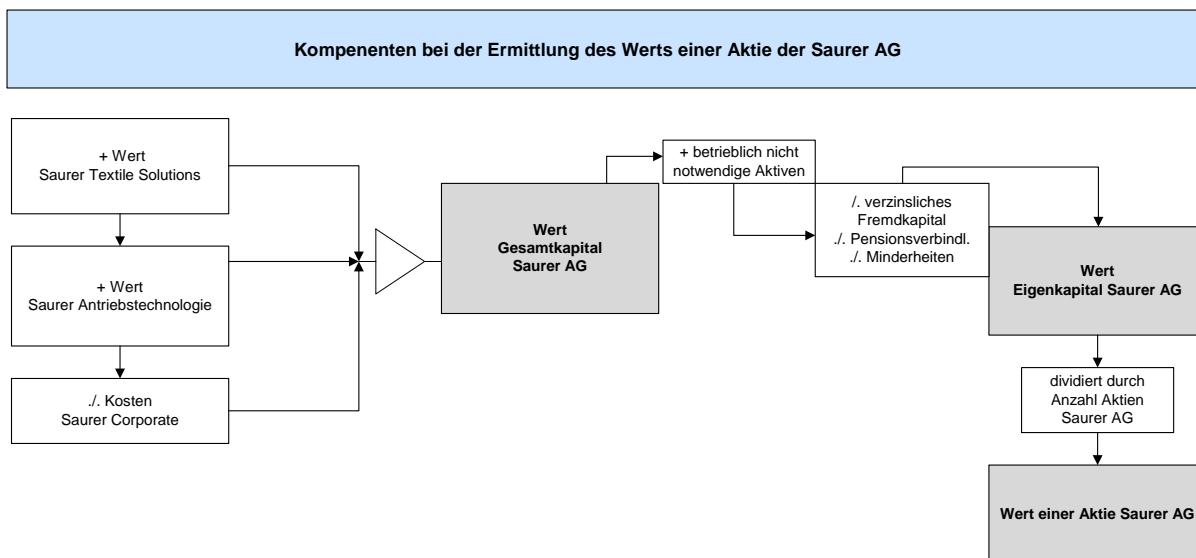 Kompenenten bei der Ermittlung des Werts einer Aktie der Saurer AG
+ Wert
Saurer Textile Solutions
+ Wert
Saurer Antriebstechnologie
./. Kosten
Saurer Corporate
Wert
Gesamtkapital
Saurer AG
+ betrieblich nicht
notwendige Aktiven
/. verzinsliches
Fremdkapital
./. Pensionsverbindl.
./. Minderheiten
Wert
Eigenkapital Saurer AG
dividiert durch
Anzahl Aktien
Saurer AG
Wert einer Aktie Saurer AG